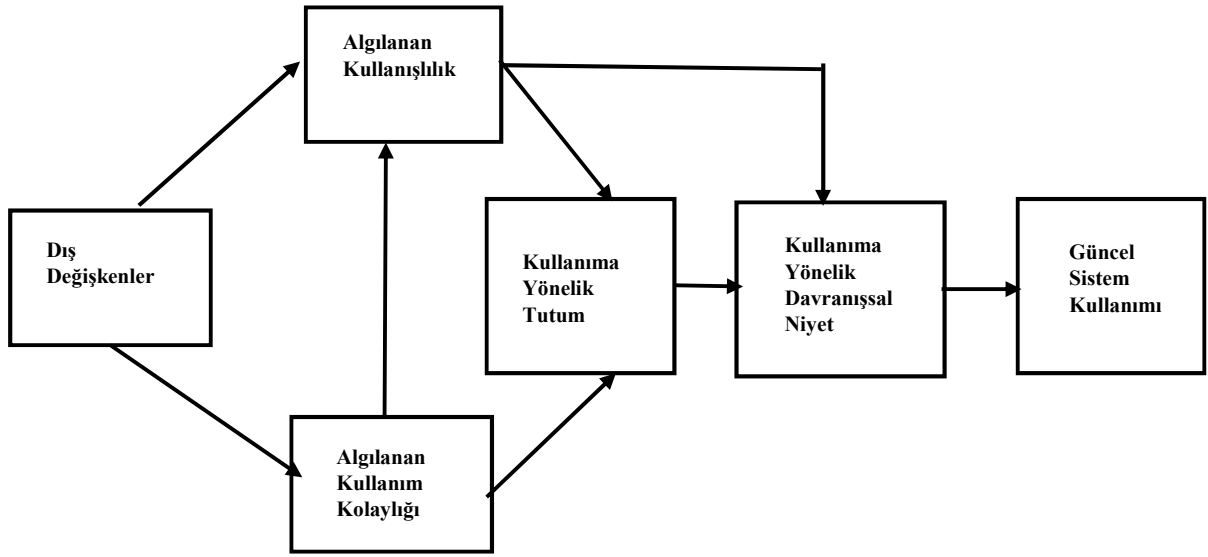 Algılanan
Kullanışlılık
Dış
Değişkenler
Kullanıma
Yönelik
Tutum
Kullanıma
Yönelik
Davranışsal
Niyet
Güncel
Sistem
Kullanımı
Algılanan
Kullanım
Kolaylığı